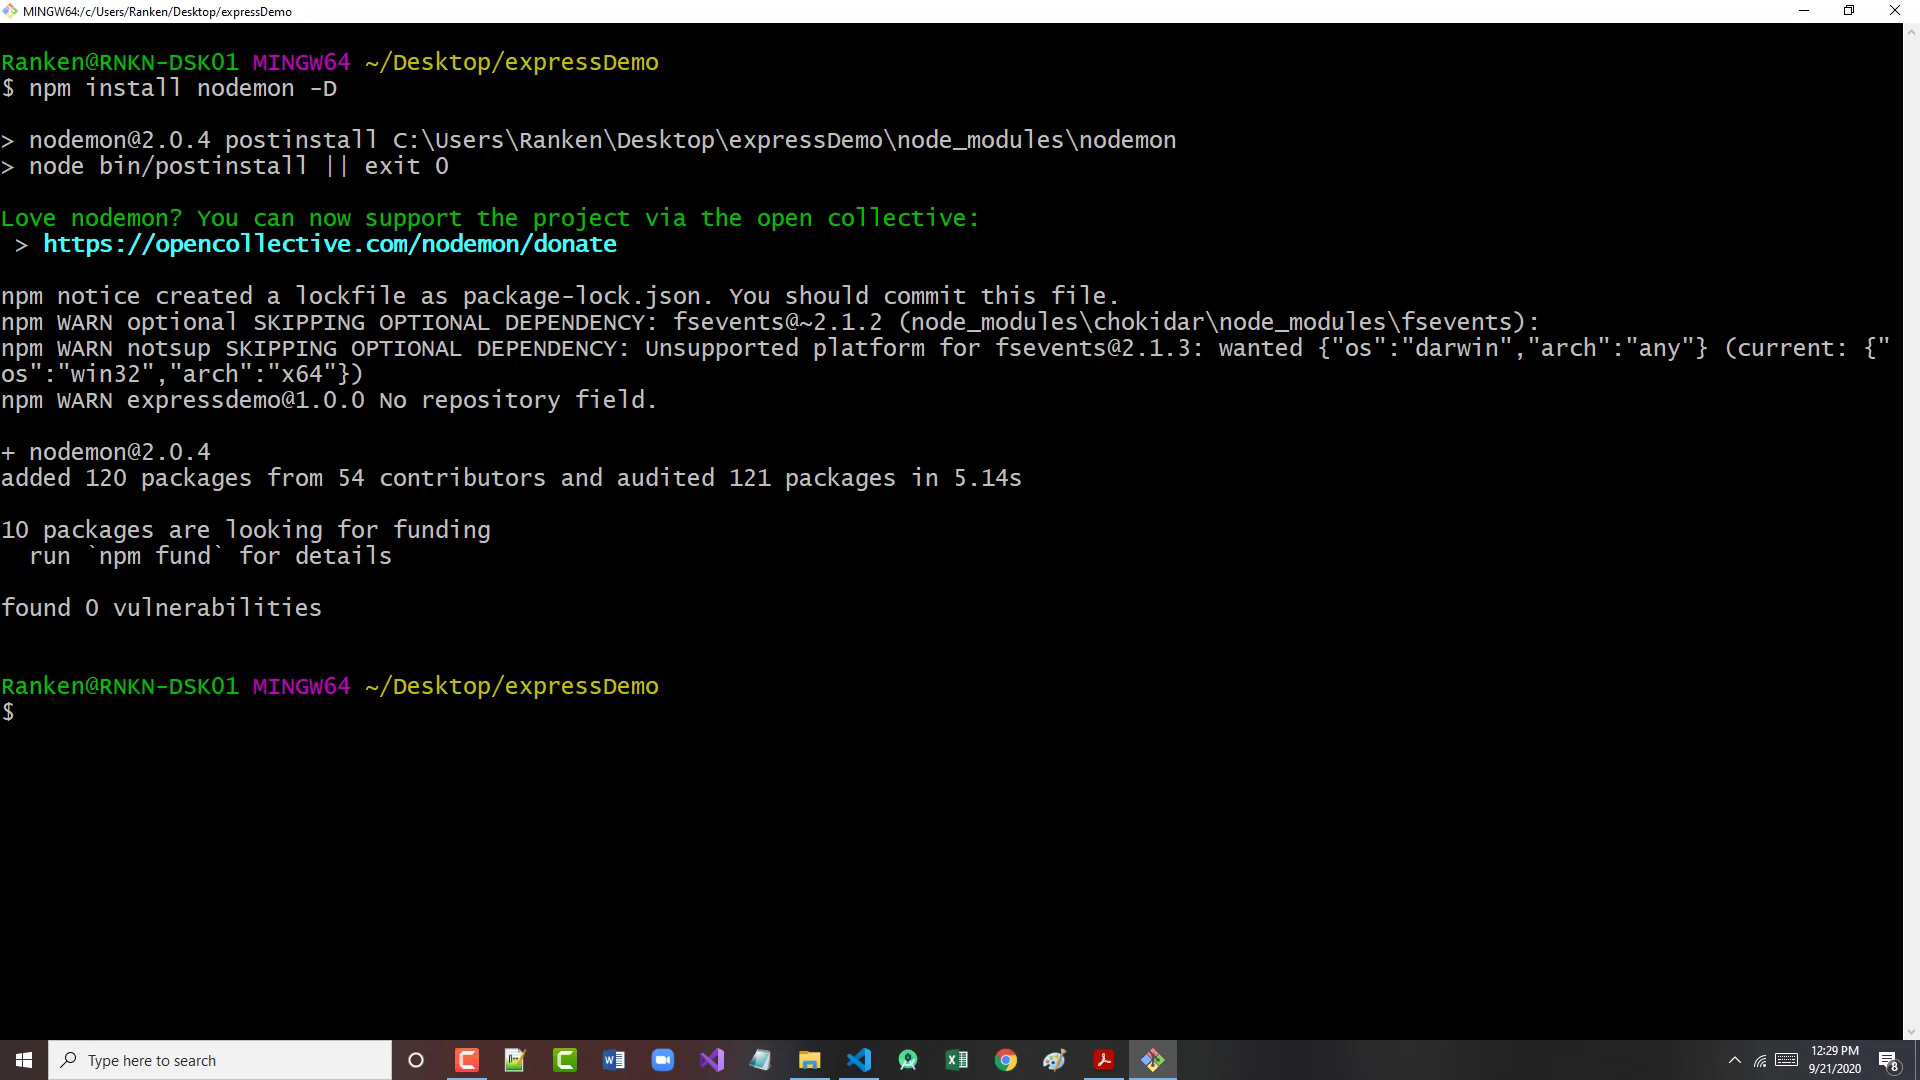 MINGW64:/c/Users/Ranken/Desktop/expressDemo
Ranken@RNKN-DSK01 MINGW64 ~/Desktop/expressDemo
$ npm install nodemon -D
> nodemon@2.0.4 postinstall C:\Users\Ranken\Desktop\expressDemo\node_modules\nodemon
> node bin/postinstall || exit 0
Love nodemon? You can now support the project via the open collective:
> https://opencollective.com/nodemon/donate
npm notice created a lockfile as package-lock.json. You should commit this file.
npm WARN optional SKIPPING OPTIONAL DEPENDENCY: fsevents@~2.1.2 (node_modules\chokidar\node_modules\fsevents):
npm WARN notsup SKIPPING OPTIONAL DEPENDENCY: Unsupported platform for fsevents@2.1.3: wanted {"os":"darwin","arch":"any"} (current: {"
os":"win32","arch":"x64"})
npm WARN expressdemo@1.0.0 No repository field.
+ nodemon@2.0.4
added 120 packages from 54 contributors and audited 121 packages in 5.14s
10 packages are looking for funding
run `npm fund` for details
found 0 vulnerabilities
Ranken@RNKN-DSK01 MINGW64 ~/Desktop/expressDemo
$
Type here to search
12:29 PM
9/21/2020
8